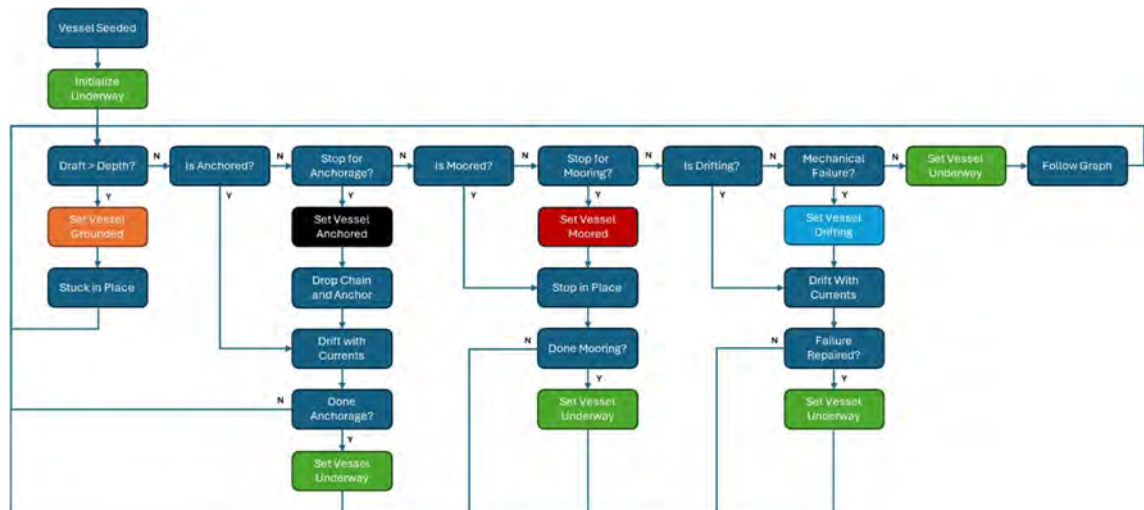 Vessel Seeded
Initialize
Underway
Draft > Depth?
N
Is Anchored?
N
Stop for
Anchorage?
N
Is Moored?
N
Stop for
Mooring?
N
Is Drifting?
N
Mechanical
Failure?
N
Set Vessel
Underway
Follow Graph
Y
Y
Y
Y
Y
Y
Y
Set Vessel
Grounded
Set Vessel
Anchored
Set Vessel
Moored
Set Vessel
Drifting
Stuck in Place
Drop Chain
and Anchor
Stop in Place
Drift With
Currents
Drift with
Currents
N
Done Mooring?
N
Failure
Repaired?
Y
Y
N
Done
Anchorage?
Set Vessel
Underway
Set Vessel
Underway
Y
Set Vessel
Underway